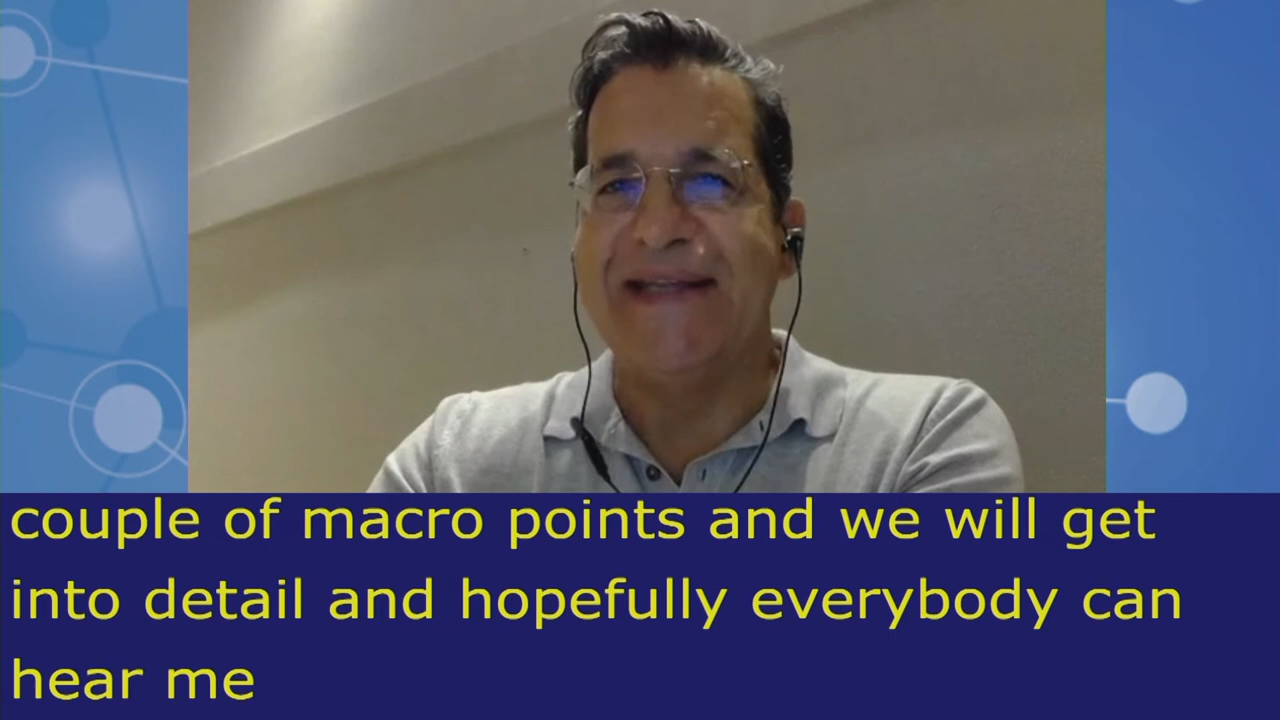 couple of macro points and we will get
into detail and hopefully everybody can
hear me